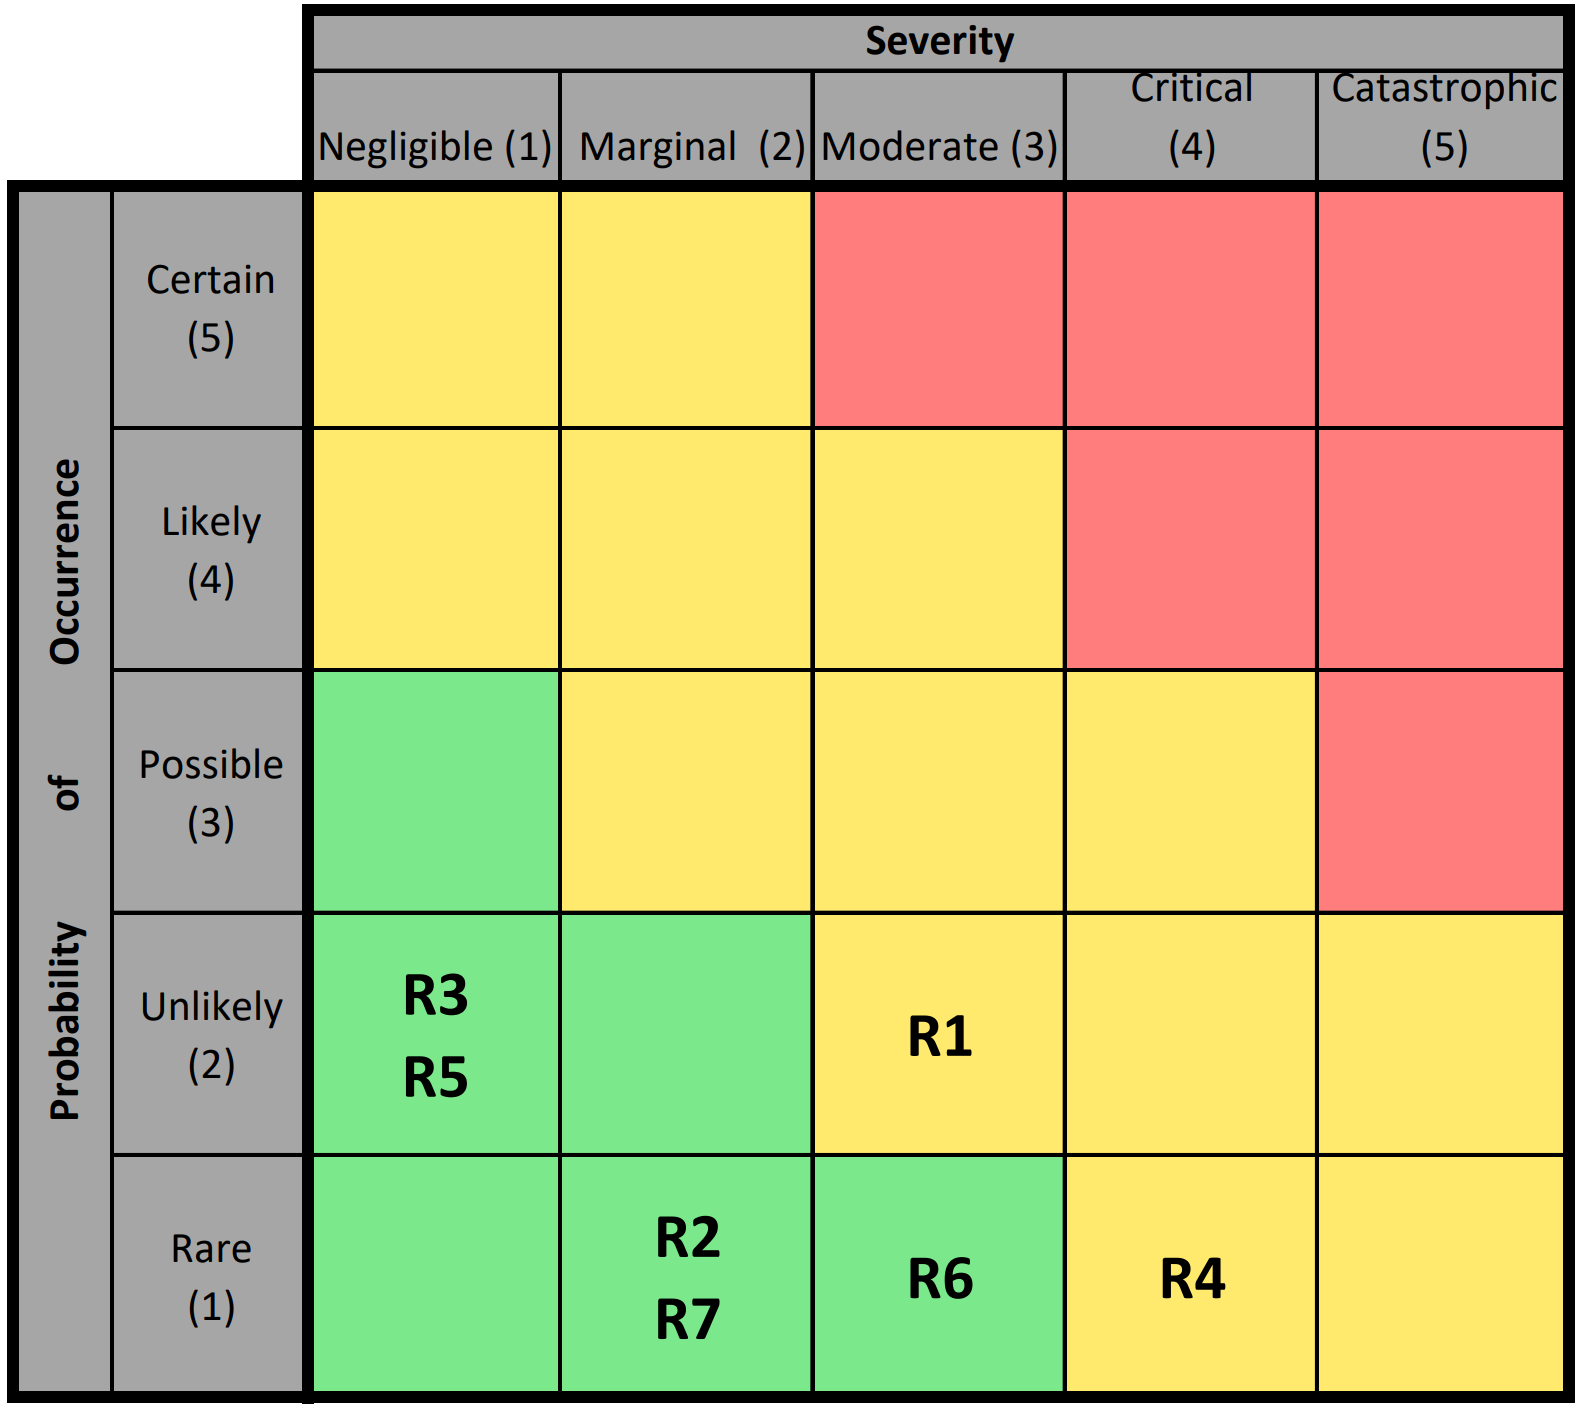 Severity
Negligible (1)
Marginal  (2)
Moderate (3)
Critical
(4)
Catastrophic
(5)
Probability of Occurrence
Certain
(5)
Likely
(4)
Possible
(3)
Unlikely
(2)
R3
R5
R1
Rare
(1)
R2
R7
R6
R4